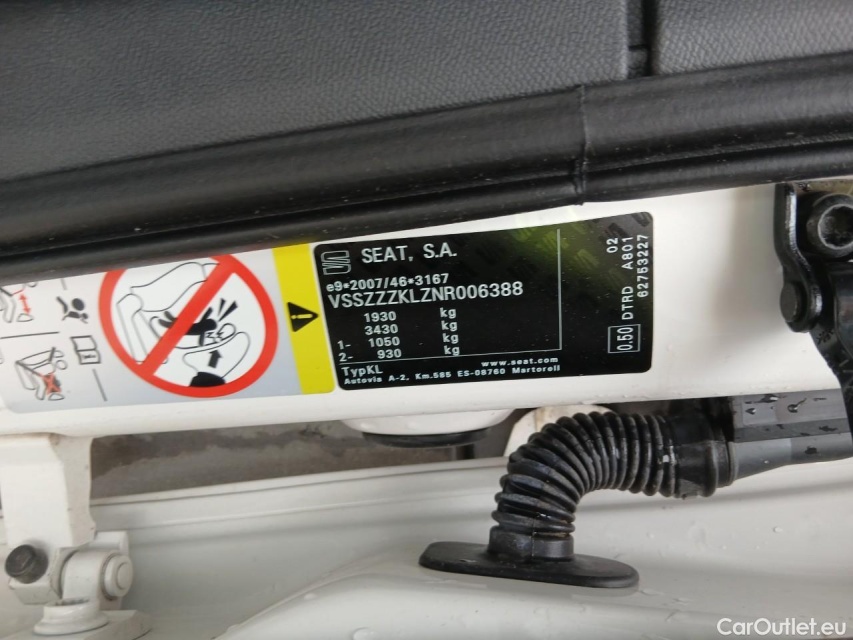 SEAT, S.A.
e9*2007/46*3167
VSSZZZKLZNR006388
1930 kg
3430 kg
1- 1050 kg
2- 930 kg
TypKL
www.seat.com
Autovia A-2, Km.585 ES-08760 Martorell
0.50 DTRD A801 02
62753227
CarOutlet.eu